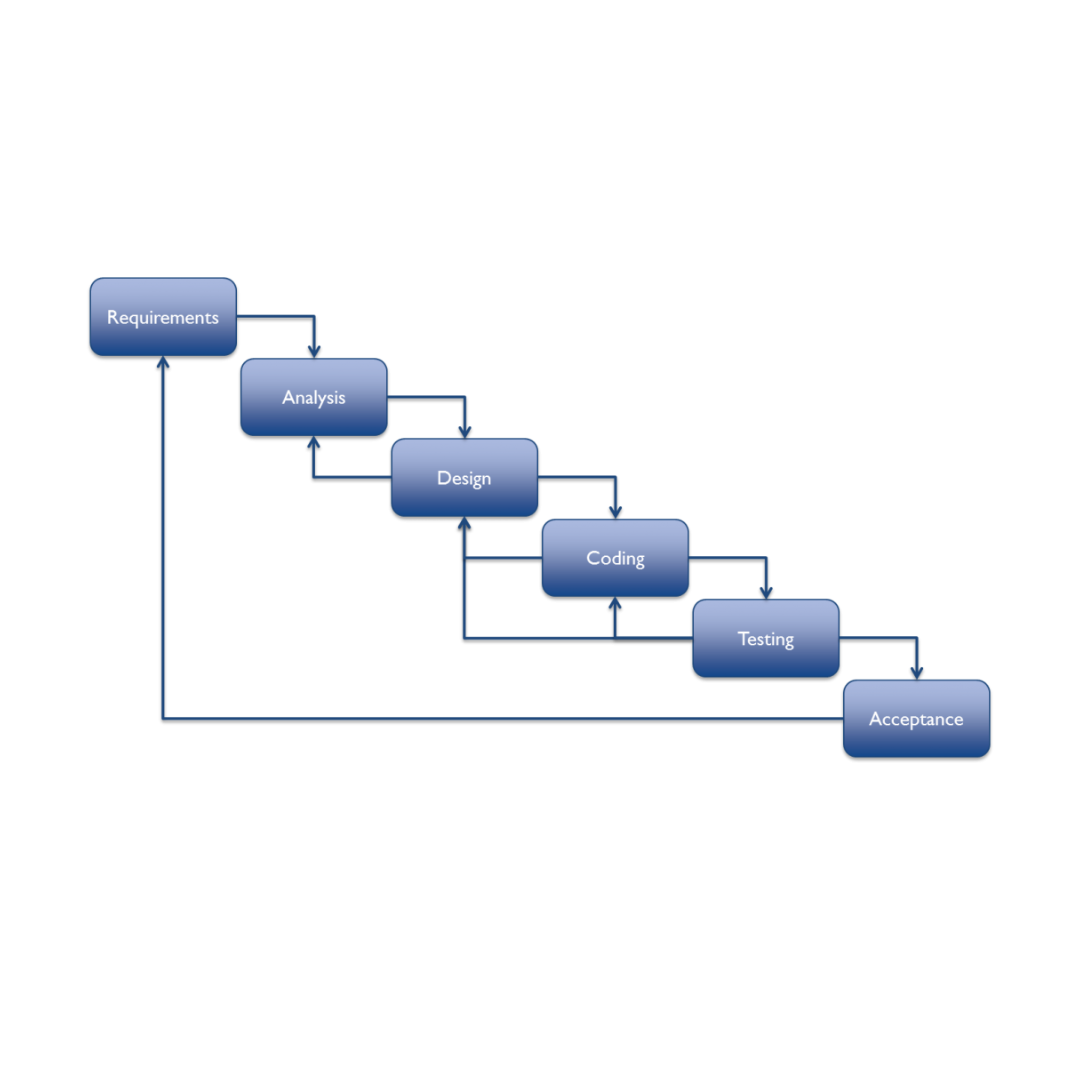 Requirements
Analysis
Design
Coding
Testing
Acceptance